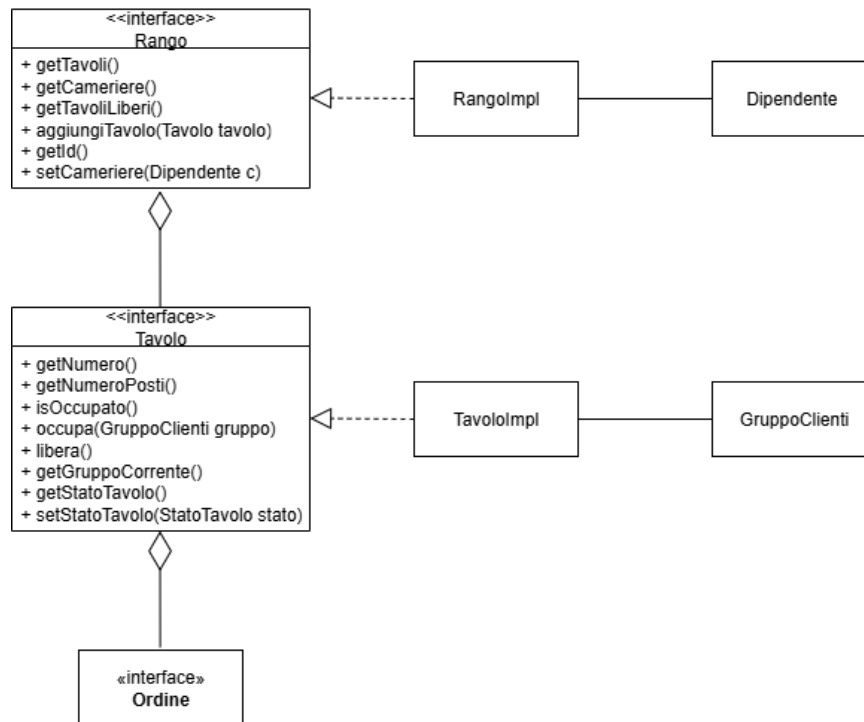 <<interface>>
Rango
+ getTavoli()
+ getCameriere()
+ getTavoliLiberi()
+ aggiungiTavolo(Tavolo tavolo)
+ getId()
+ setCameriere(Dipendente c)
RangoImpl
Dipendente
<<interface>>
Tavolo
+ getNumero()
+ getNumeroPosti()
+ isOccupato()
+ occupa(GruppoClienti gruppo)
+ libera()
+ getGruppoCorrente()
+ getStatoTavolo()
+ setStatoTavolo(StatoTavolo stato)
TavoloImpl
GruppoClienti
«interface»
Ordine